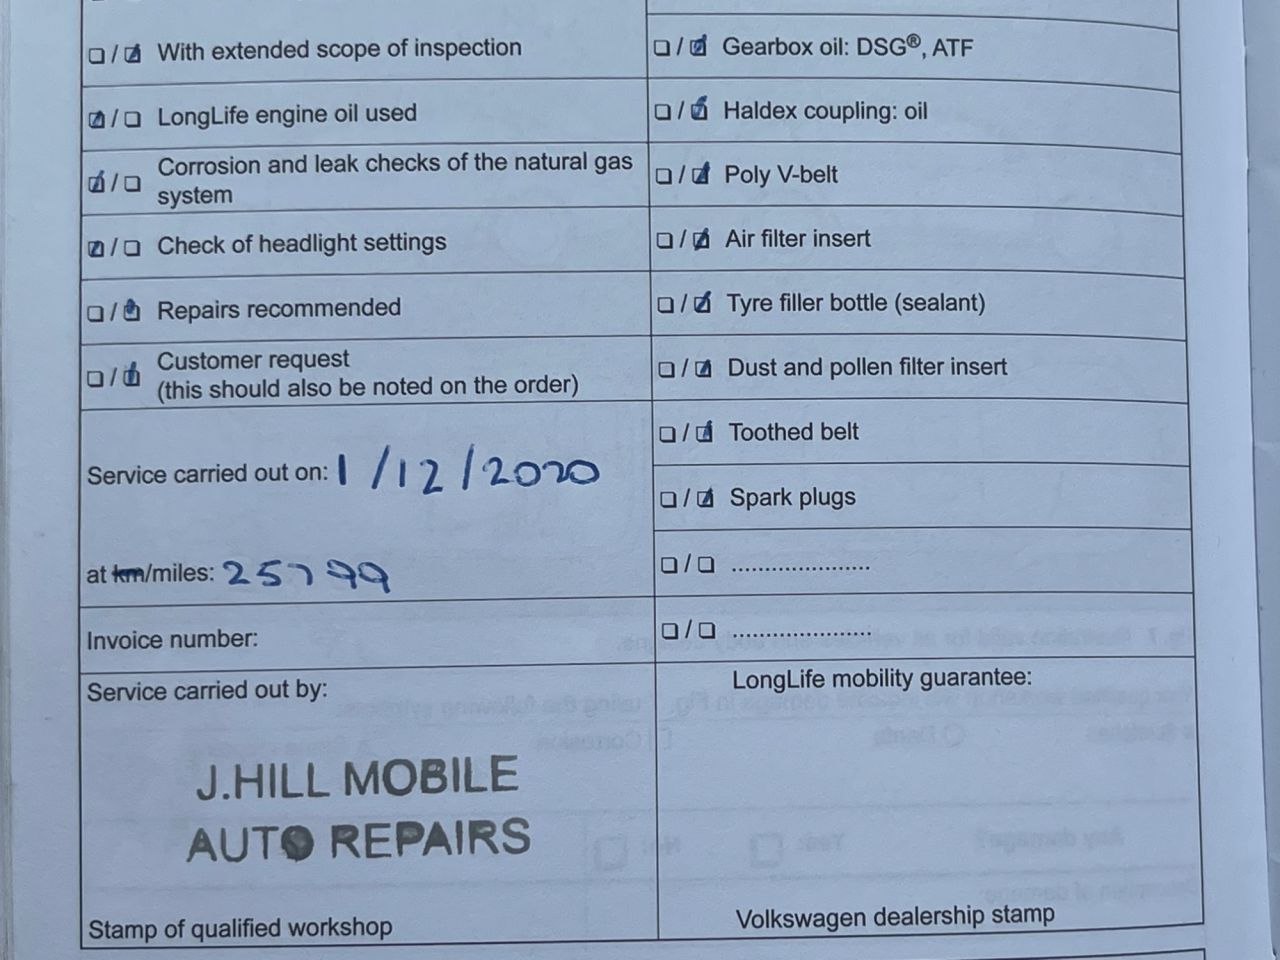 ☐ / ☑ With extended scope of inspection
☑ / ☐ LongLife engine oil used
☑ / ☐ Corrosion and leak checks of the natural gas
system
☑ / ☐ Check of headlight settings
☐ / ☑ Repairs recommended
☐ / ☑ Customer request
(this should also be noted on the order)
Service carried out on: 1/12/2020
at km/miles: 25799
Invoice number:
Service carried out by:
J.HILL MOBILE
AUTO REPAIRS
Stamp of qualified workshop
☐ / ☑ Gearbox oil: DSG®, ATF
☐ / ☑ Haldex coupling: oil
☐ / ☑ Poly V-belt
☐ / ☑ Air filter insert
☐ / ☑ Tyre filler bottle (sealant)
☐ / ☑ Dust and pollen filter insert
☐ / ☑ Toothed belt
☐ / ☑ Spark plugs
☐ / ☐ .....................
☐ / ☐ .....................
LongLife mobility guarantee:
Volkswagen dealership stamp